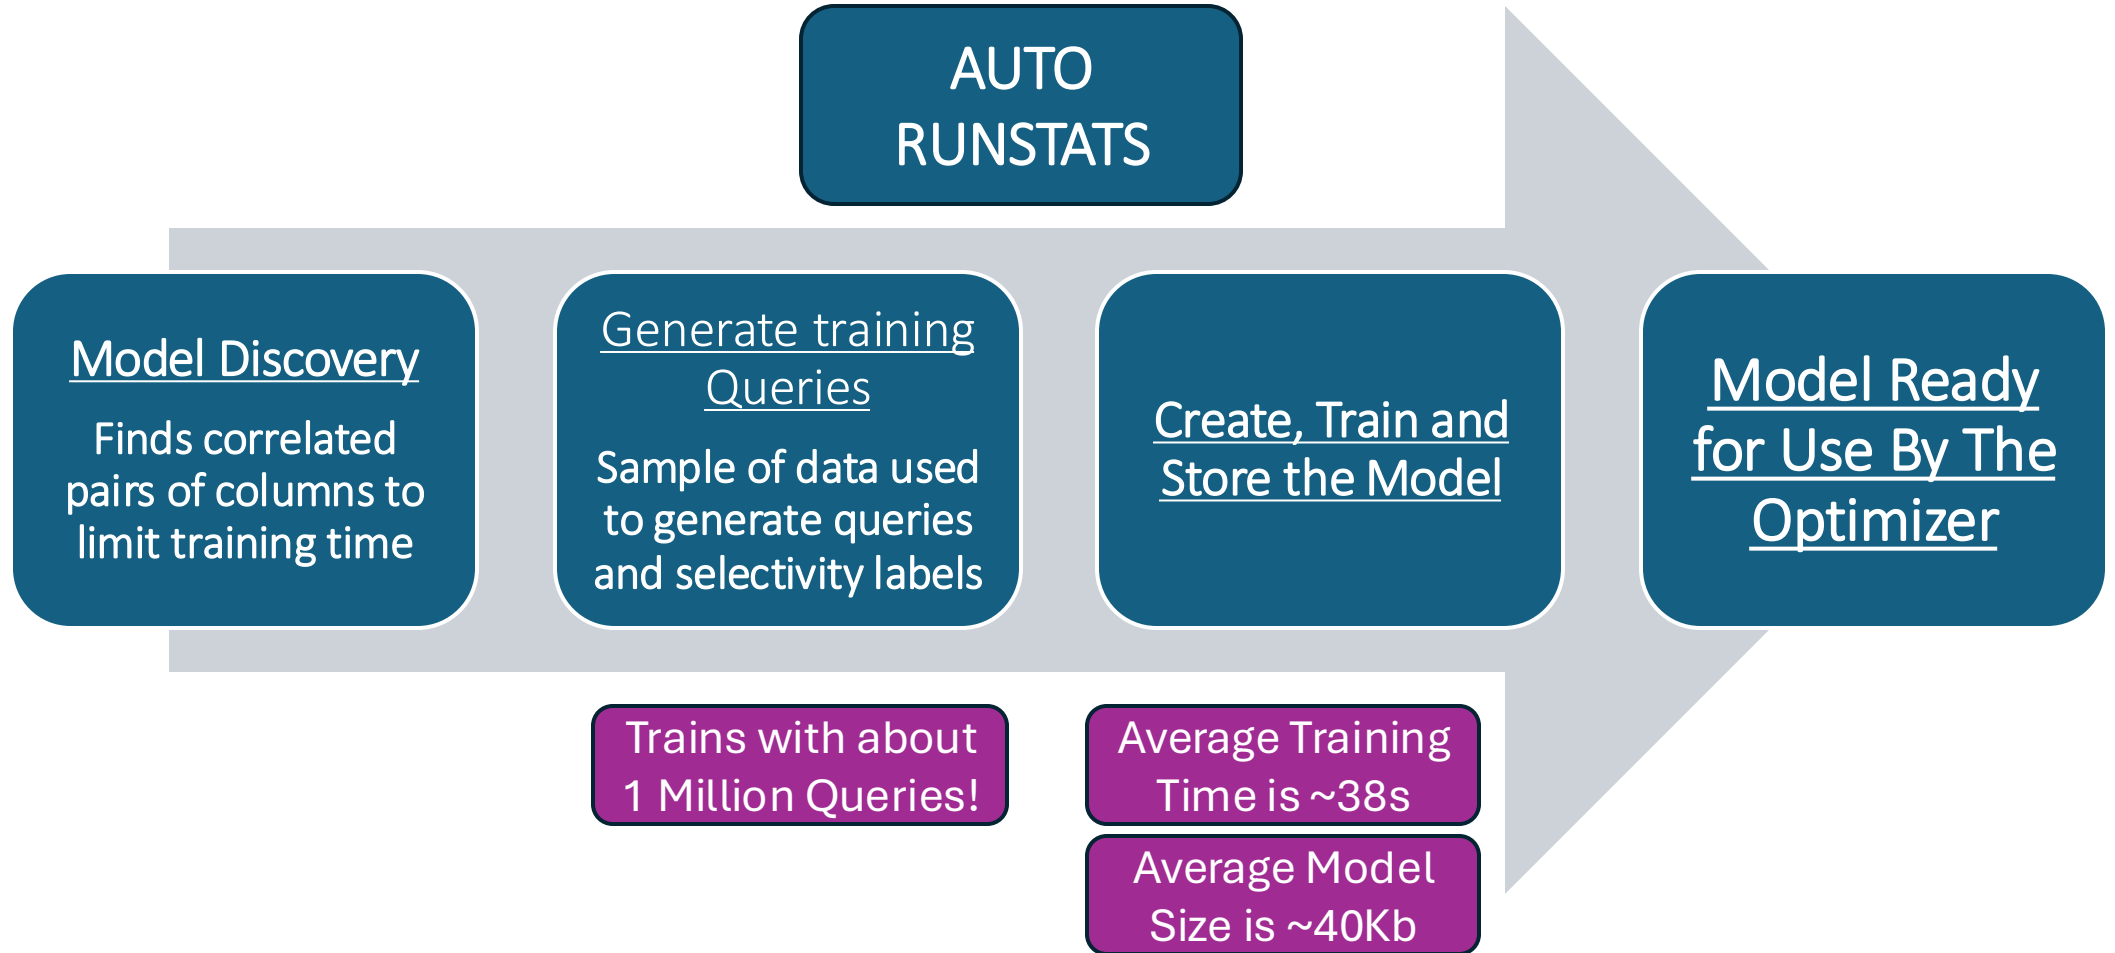 AUTO
RUNSTATS
Model Discovery
Finds correlated
pairs of columns to
limit training time
Generate training
Queries
Sample of data used
to generate queries
and selectivity labels
Create, Train and
Store the Model
Model Ready
for Use By The
Optimizer
Trains with about
1 Million Queries!
Average Training
Time is ~38s
Average Model
Size is ~40Kb